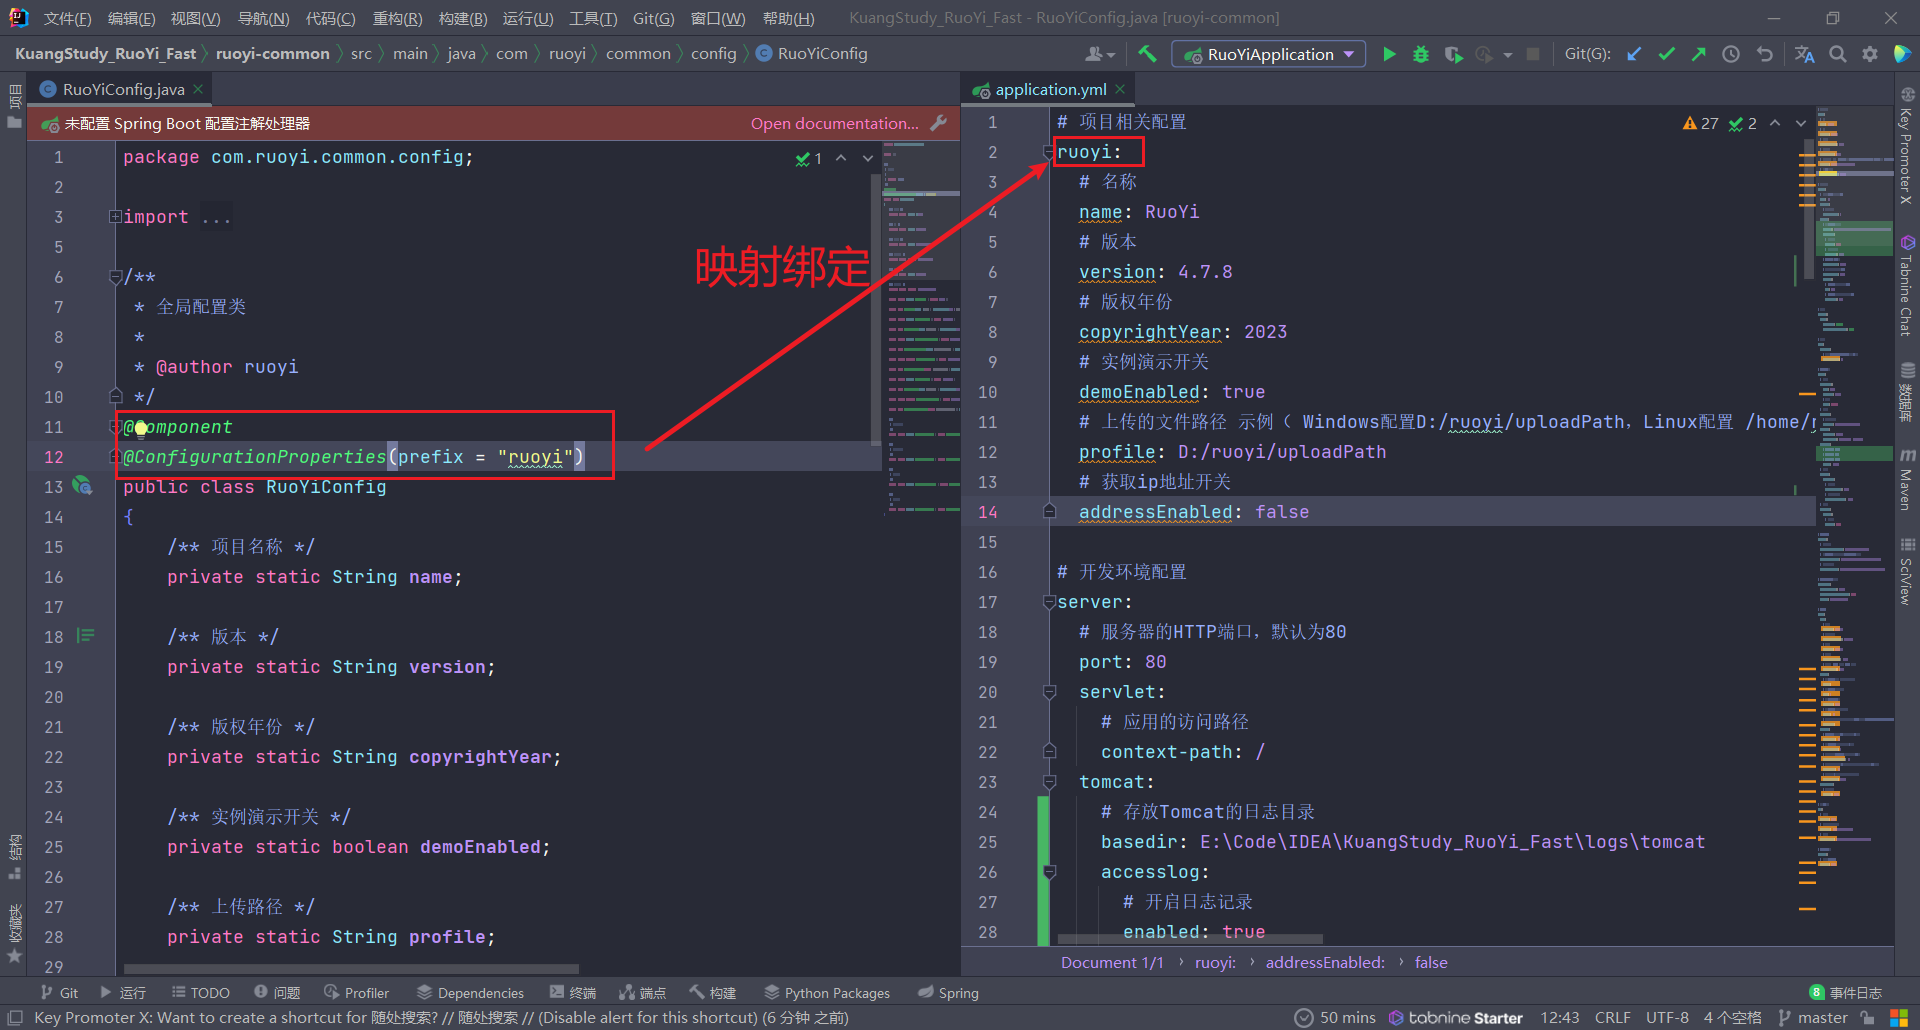 文件(F) 编辑(E) 视图(V) 导航(N) 代码(C) 重构(R) 构建(B) 运行(U) 工具(T) Git(G) 窗口(W) 帮助(H) KuangStudy_RuoYi_Fast - RuoYiConfig.java [ruoyi-common]
KuangStudy_RuoYi_Fast ruoyi-common src main java com ruoyi common config RuoYiConfig RuoYiApplication Git(G):
项目
RuoYiConfig.java
未配置 Spring Boot 配置注解处理器 Open documentation...
1 package com.ruoyi.common.config;
1
2
3 import ...
5
6 /**
7 * 全局配置类
8 *
9 * @author ruoyi
10 */
11 @Component
12 @ConfigurationProperties(prefix = "ruoyi")
13 public class RuoYiConfig
14 {
15 /** 项目名称 */
16 private static String name;
17
18 /** 版本 */
19 private static String version;
20
21 /** 版权年份 */
22 private static String copyrightYear;
23
24 /** 实例演示开关 */
25 private static boolean demoEnabled;
26
27 /** 上传路径 */
28 private static String profile;
29
映射绑定
application.yml
27 2
1 # 项目相关配置
2 ruoyi:
3 # 名称
4 name: RuoYi
5 # 版本
6 version: 4.7.8
7 # 版权年份
8 copyrightYear: 2023
9 # 实例演示开关
10 demoEnabled: true
11 # 上传的文件路径 示例（ Windows配置D:/ruoyi/uploadPath，Linux配置 /home/r
12 profile: D:/ruoyi/uploadPath
13 # 获取ip地址开关
14 addressEnabled: false
15
16 # 开发环境配置
17 server:
18 # 服务器的HTTP端口，默认为80
19 port: 80
20 servlet:
21 # 应用的访问路径
22 context-path: /
23 tomcat:
24 # 存放Tomcat的日志目录
25 basedir: E:\Code\IDEA\KuangStudy_RuoYi_Fast\logs\tomcat
26 accesslog:
27 # 开启日志记录
28 enabled: true
Document 1/1 › ruoyi: › addressEnabled: › false
Key Promoter X
Tabnine Chat
数据库
Maven
SciView
结构
收藏夹
Git 运行 TODO 问题 Profiler Dependencies 终端 端点 构建 Python Packages Spring 8 事件日志
Key Promoter X: Want to create a shortcut for 随处搜索? // 随处搜索 // (Disable alert for this shortcut) (6 分钟 之前) 50 mins tabnine Starter 12:43 CRLF UTF-8 4 个空格 master